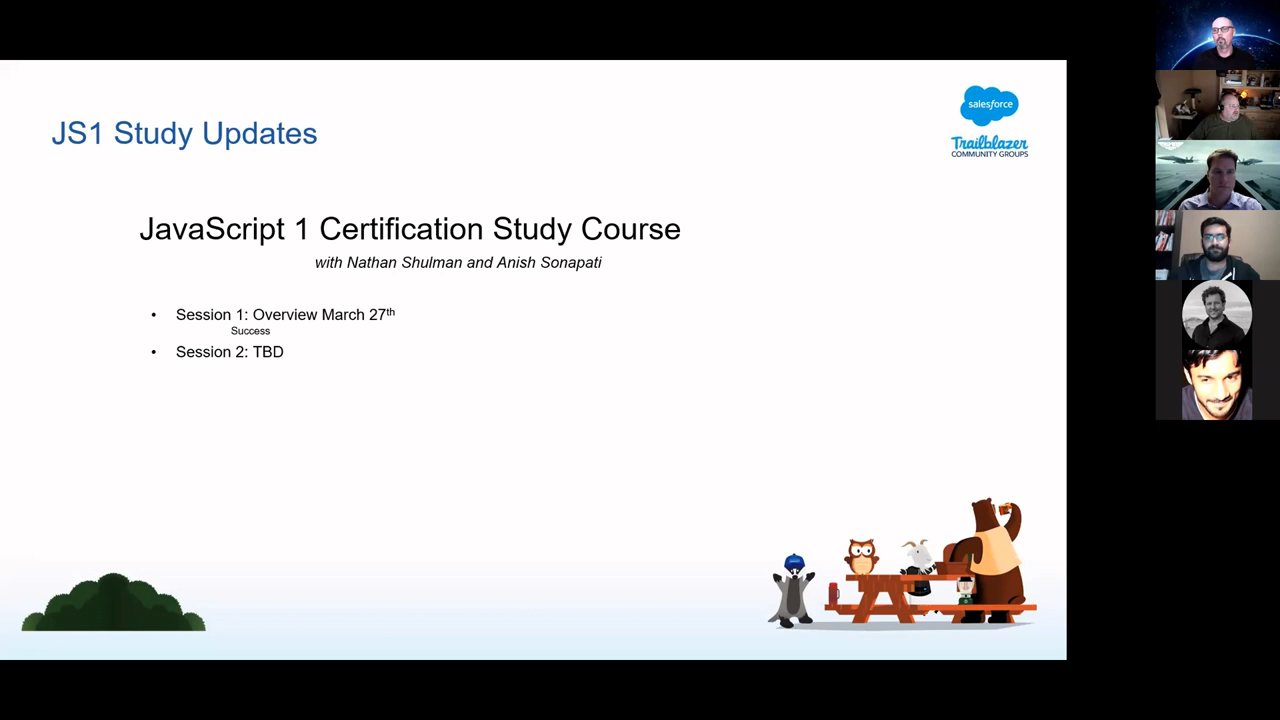 JS1 Study Updates
salesforce
Trailblazer
COMMUNITY GROUPS
JavaScript 1 Certification Study Course
with Nathan Shulman and Anish Sonapati
• Session 1: Overview March 27th
Success
• Session 2: TBD